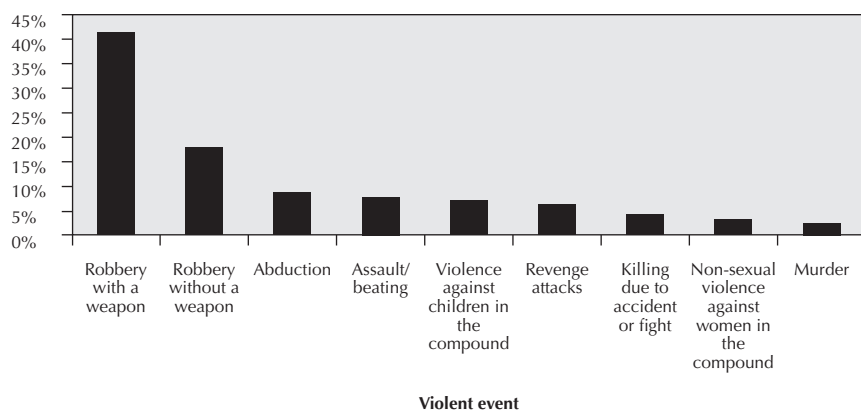 45%
40%
35%
30%
25%
20%
15%
10%
5%
0%
Robbery
with a
weapon
Robbery
without a
weapon
Abduction
Assault/
beating
Violence
against
children in
the
compound
Revenge
attacks
Killing
due to
accident
or fight
Non-sexual
violence
against
women in
the
compound
Murder
Violent event